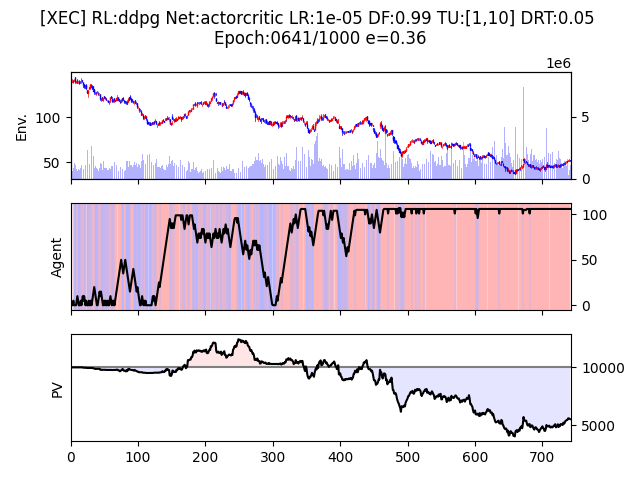 [XEC] RL:ddpg Net:actorcritic LR:1e-05 DF:0.99 TU:[1,10] DRT:0.05
Epoch:0641/1000 e=0.36
1e6
Env.
100
50
5
0
Agent
100
50
0
PV
10000
5000
0 100 200 300 400 500 600 700